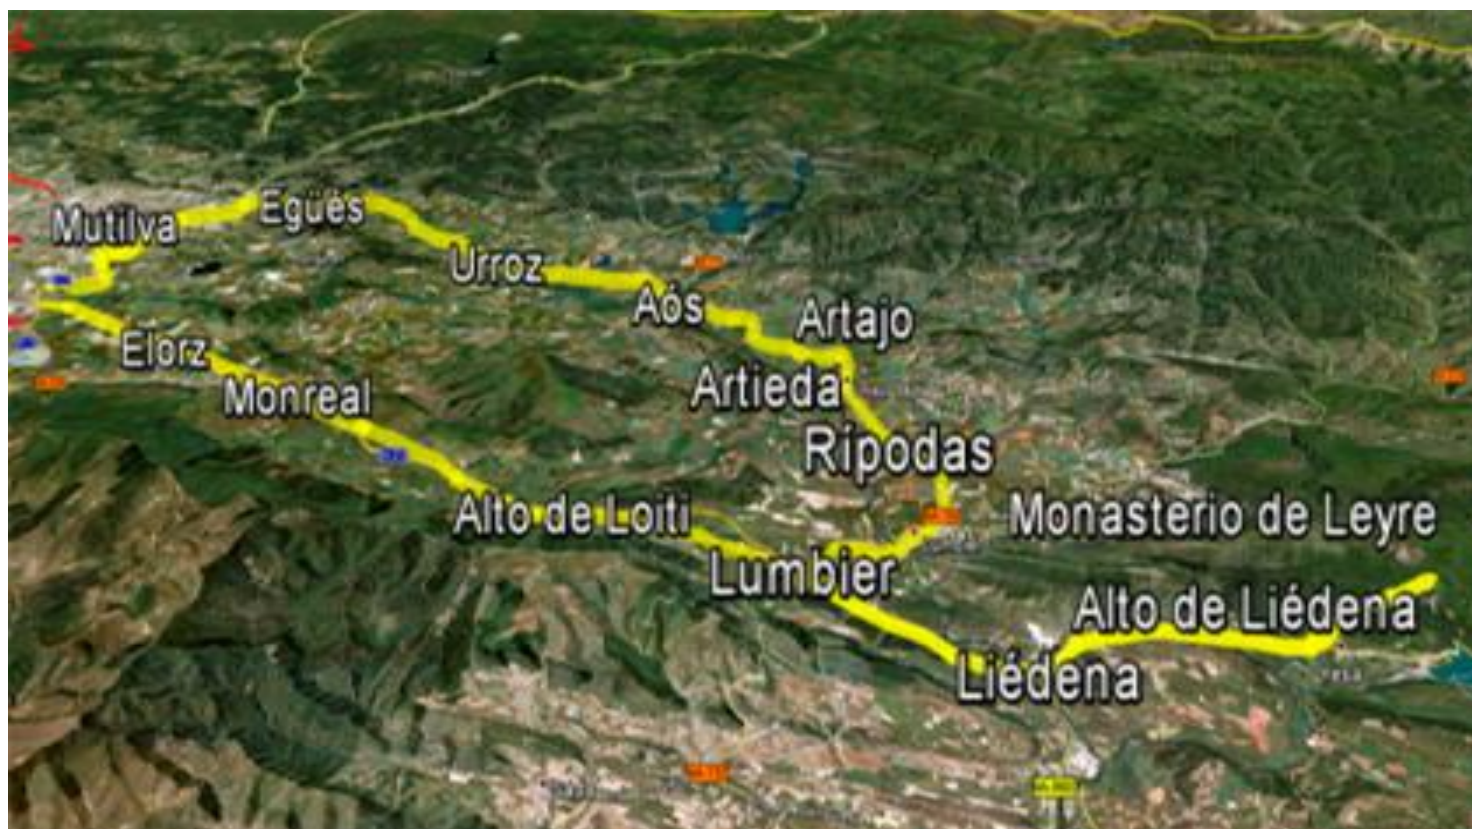 Mutilva
Egüés
Urroz
Aós
Artajo
Elorz
Artieda
Monreal
Rípodas
Alto de Loiti
Monasterio de Leyre
Lumbier
Alto de Liédena
Liédena